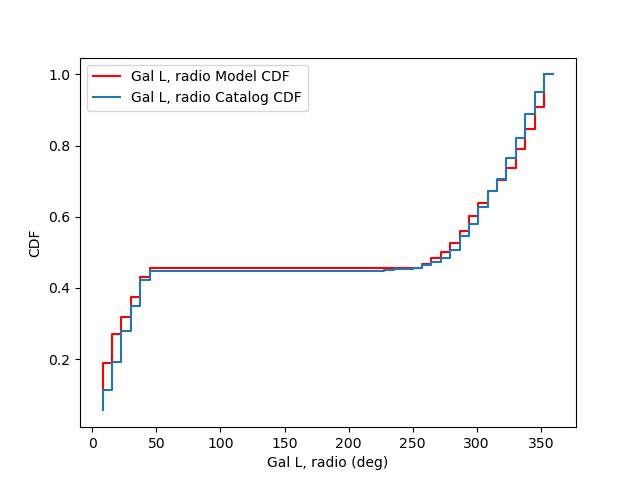 Gal L, radio Model CDF
Gal L, radio Catalog CDF
CDF
1.0
0.8
0.6
0.4
0.2
0 50 100 150 200 250 300 350
Gal L, radio (deg)